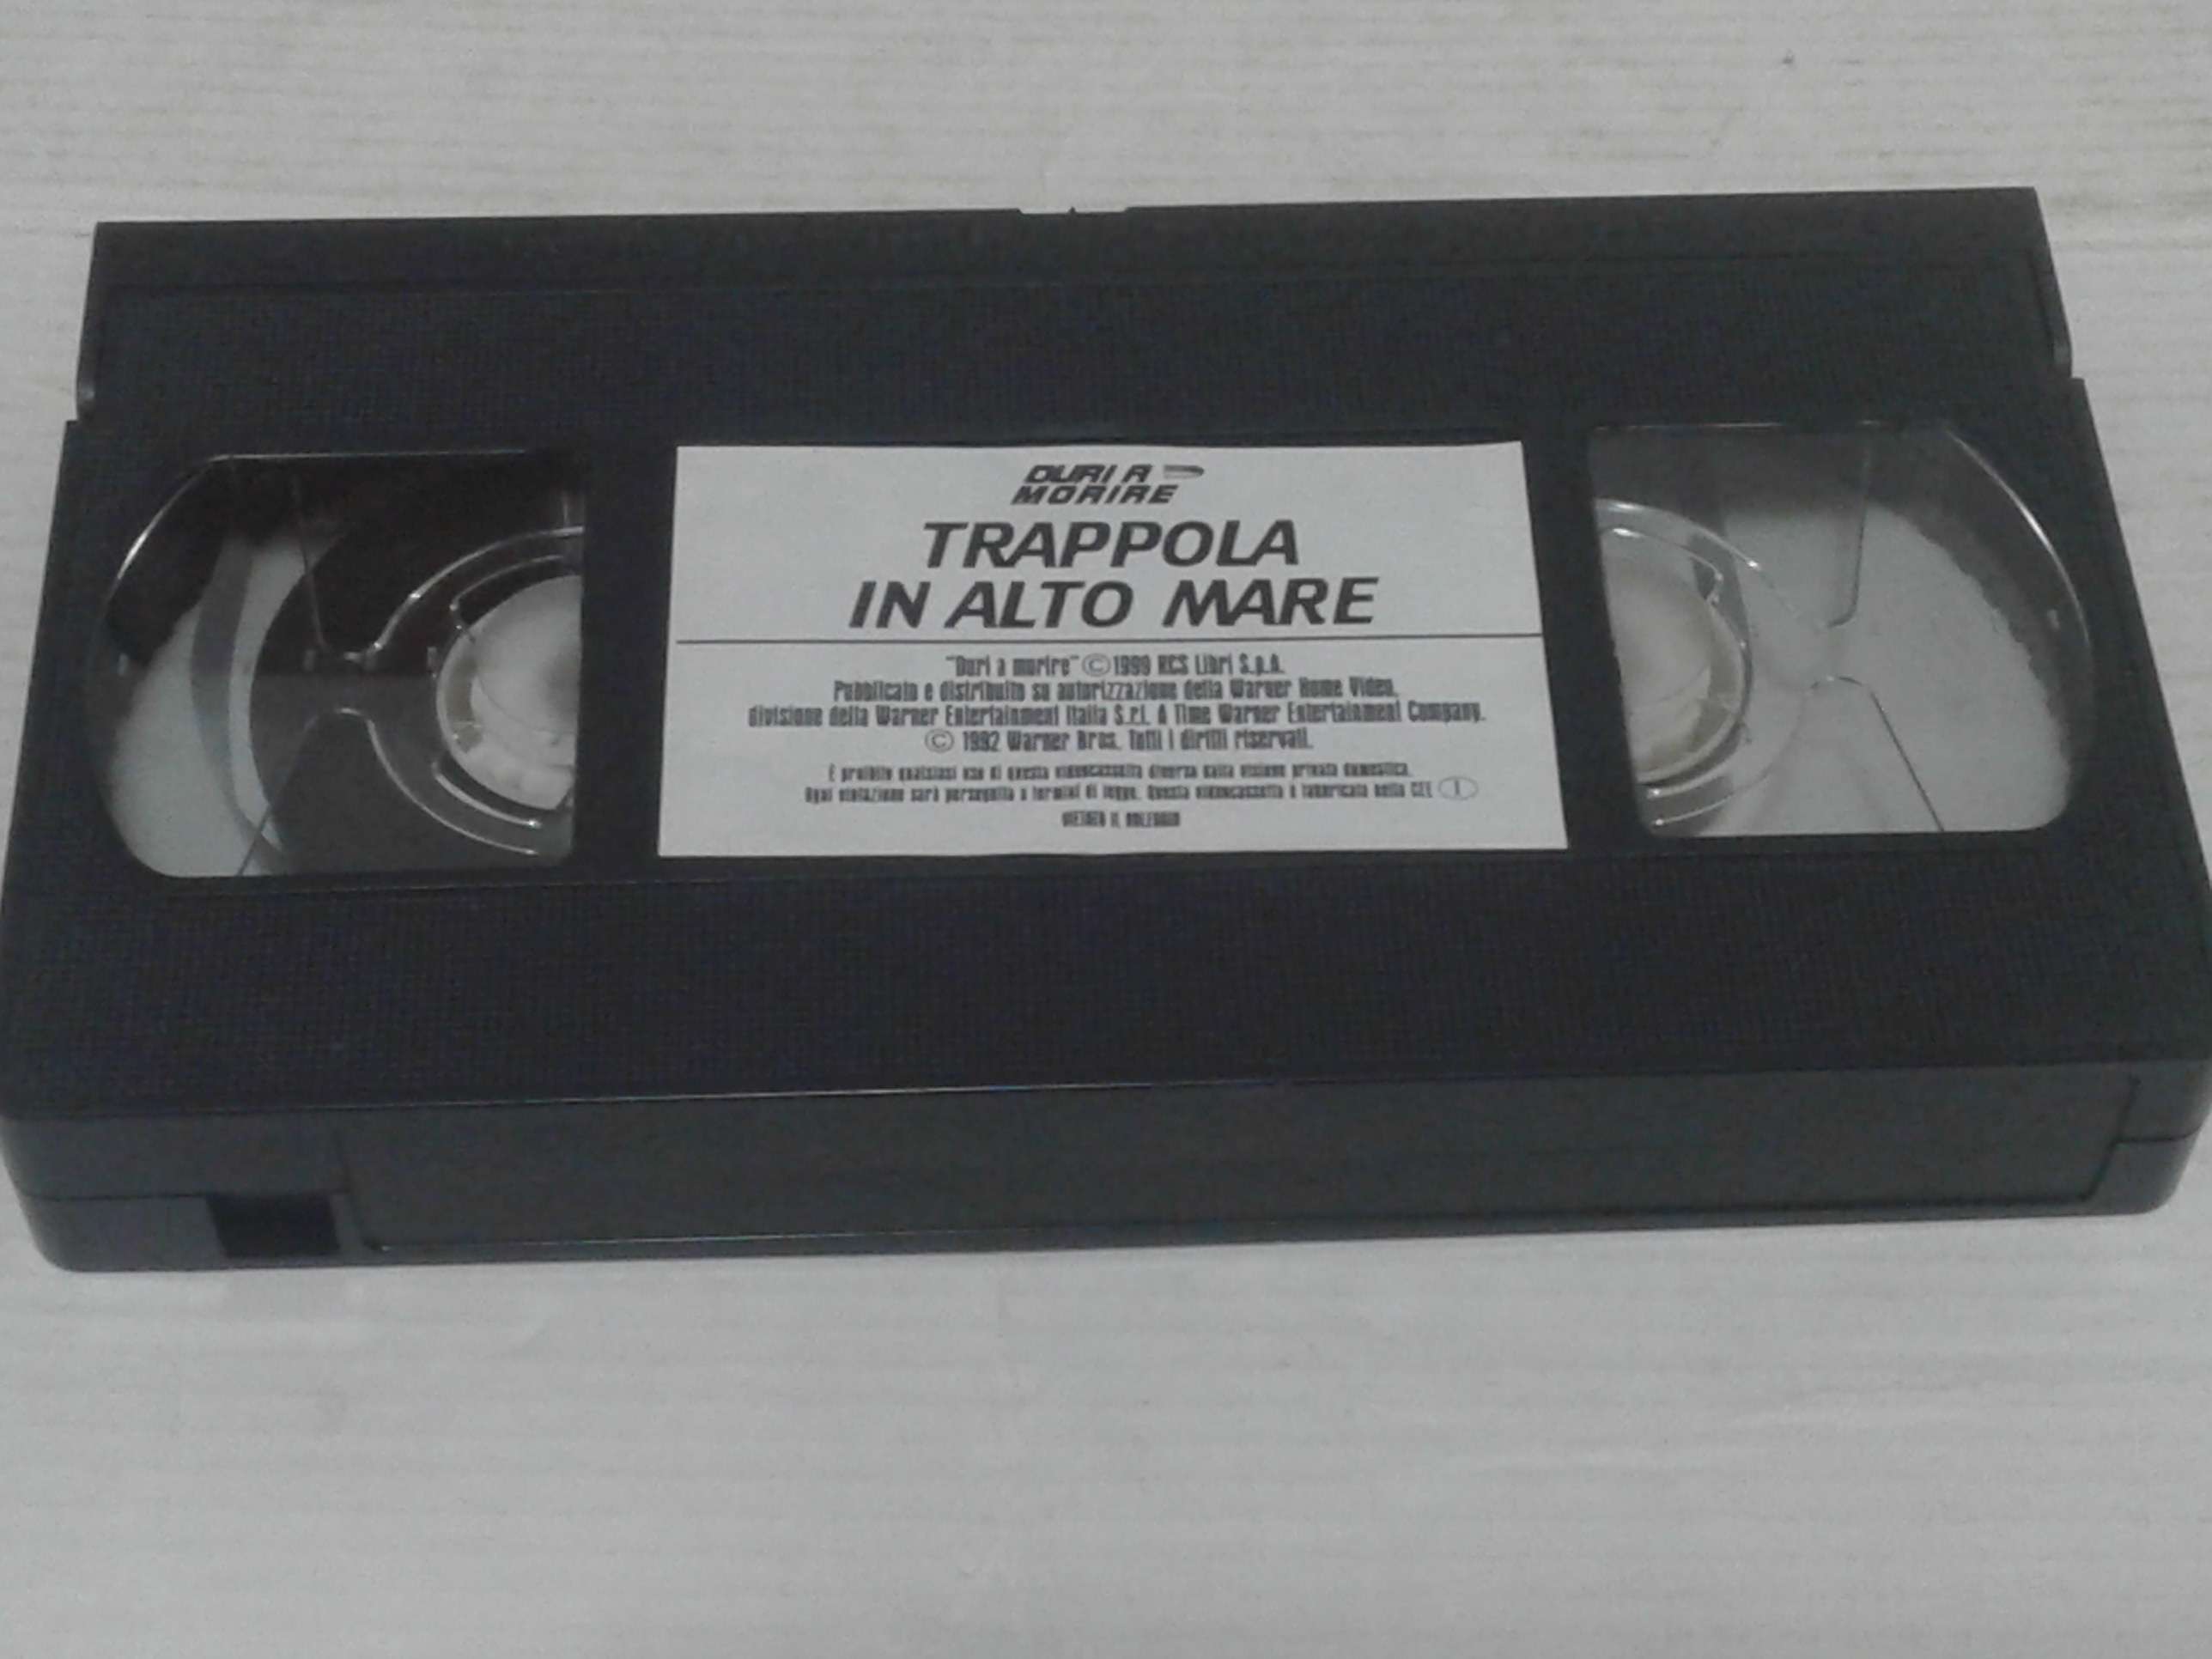 DURI A
MORIRE
TRAPPOLA
IN ALTO MARE
"Duri a morire" © 1999 RCS Libri S.p.A.
Pubblicato e distribuito su autorizzazione della Warner Home Video,
divisione della Warner Entertainment Italia S.r.l. A Time Warner Entertainment Company.
© 1992 Warner Bros. Tutti i diritti riservati.
È proibito qualsiasi uso di questa videocassetta diverso dalla visione privata domestica.
Ogni violazione sarà perseguita a termini di legge. Questa videocassetta è fabbricata nella CEE I
VIETATO IL NOLEGGIO